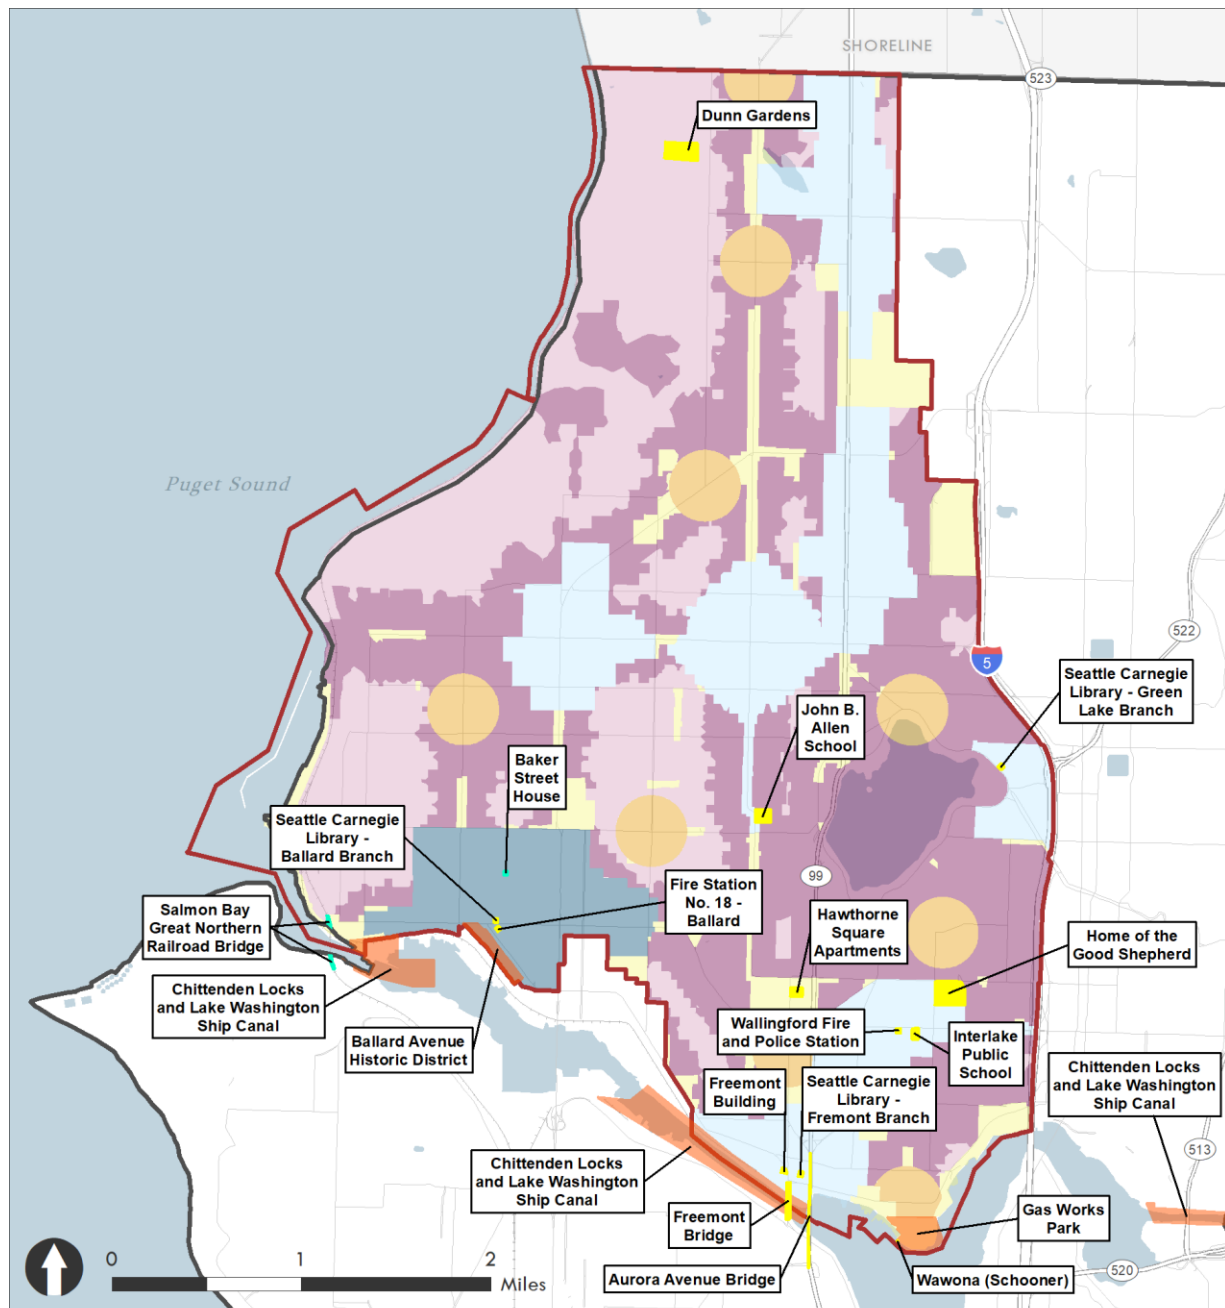 SHORELINE
523
Dunn Gardens
Puget Sound
522
5
Seattle Carnegie
Library - Green
Lake Branch
John B.
Allen
School
Baker
Street
House
Seattle Carnegie
Library -
Ballard Branch
99
Fire Station
No. 18 -
Ballard
Hawthorne
Square
Apartments
Salmon Bay
Great Northern
Railroad Bridge
Home of the
Good Shepherd
Chittenden Locks
and Lake Washington
Ship Canal
Wallingford Fire
and Police Station
Ballard Avenue
Historic District
Interlake
Public
School
Chittenden Locks
and Lake Washington
Ship Canal
Freemont
Building
Seattle Carnegie
Library -
Fremont Branch
513
Chittenden Locks
and Lake Washington
Ship Canal
Gas Works
Park
Freemont
Bridge
0 1 2
Miles
Aurora Avenue Bridge
Wawona (Schooner)
520